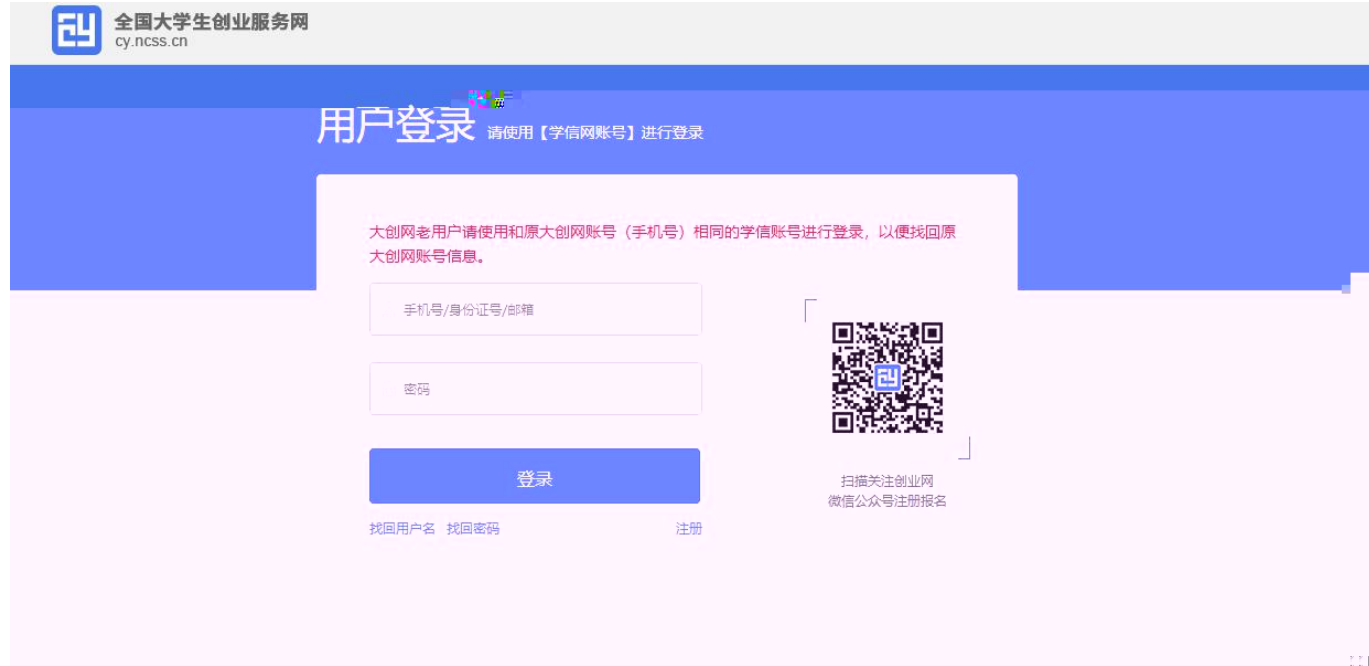 全国大学生创业服务网
cy.ncss.cn
用户登录 请使用【学信网账号】进行登录
大创网老用户请使用和原大创网账号（手机号）相同的学信账号进行登录，以便找回原
大创网账号信息。
手机号/身份证号/邮箱
密码
登录
扫描关注创业网
微信公众号注册报名
找回用户名 找回密码 注册